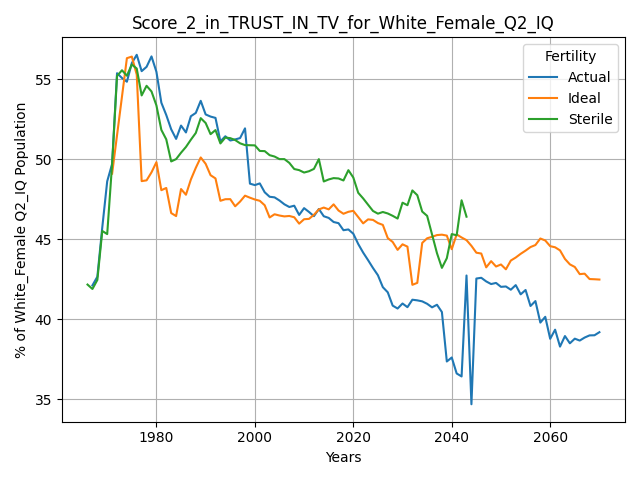 Score_2_in_TRUST_IN_TV_for_White_Female_Q2_IQ
% of White_Female Q2_IQ Population
55
50
45
40
35
Fertility
Actual
Ideal
Sterile
1980
2000
2020
2040
2060
Years